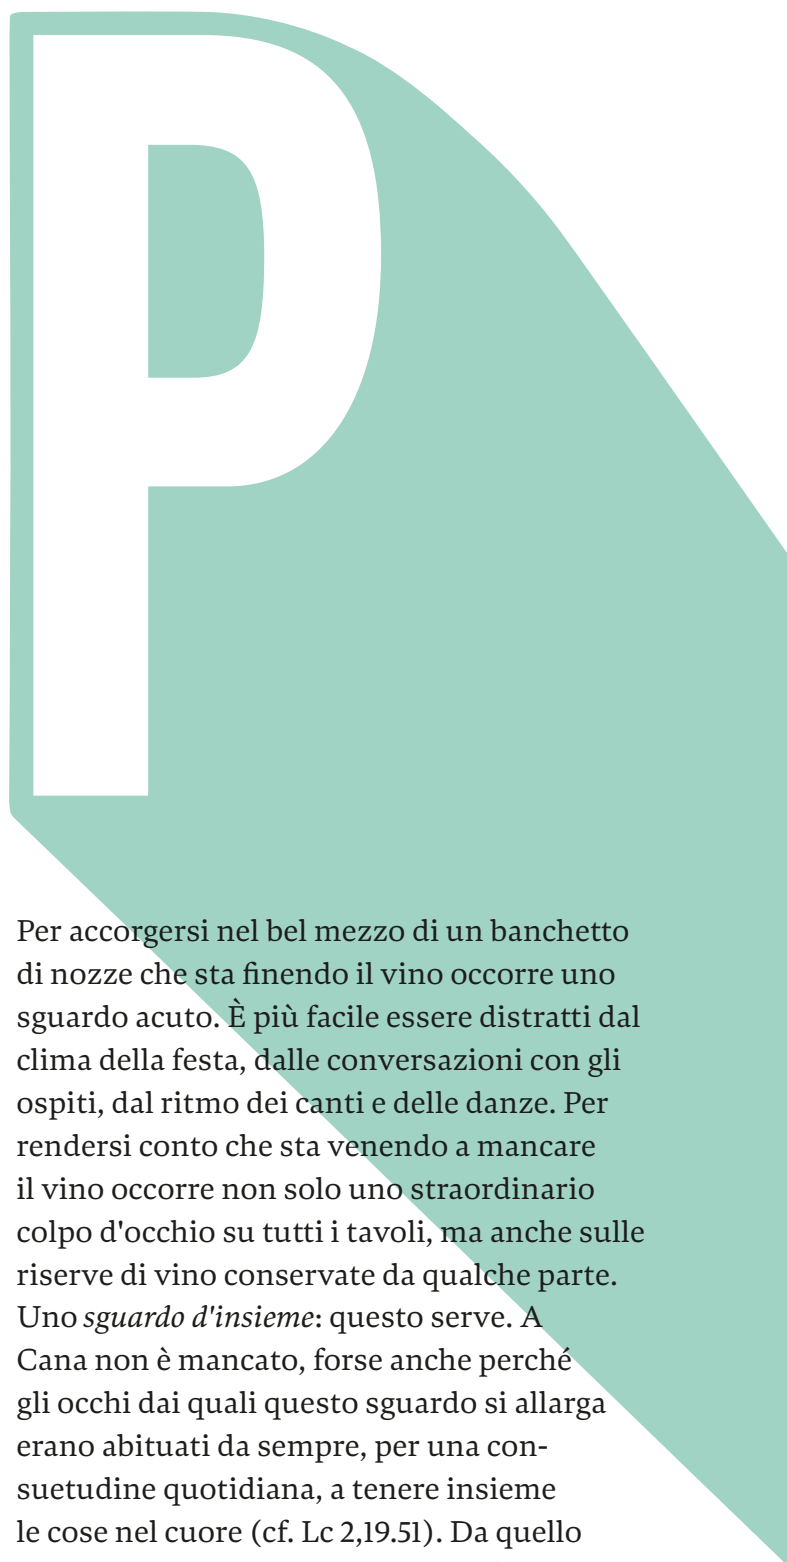 P
Per accorgersi nel bel mezzo di un banchetto
di nozze che sta finendo il vino occorre uno
sguardo acuto. È più facile essere distratti dal
clima della festa, dalle conversazioni con gli
ospiti, dal ritmo dei canti e delle danze. Per
rendersi conto che sta venendo a mancare
il vino occorre non solo uno straordinario
colpo d'occhio su tutti i tavoli, ma anche sulle
riserve di vino conservate da qualche parte.
Uno sguardo d'insieme: questo serve. A
Cana non è mancato, forse anche perché
gli occhi dai quali questo sguardo si allarga
erano abituati da sempre, per una con-
suetudine quotidiana, a tenere insieme
le cose nel cuore (cf. Lc 2,19.51). Da quello